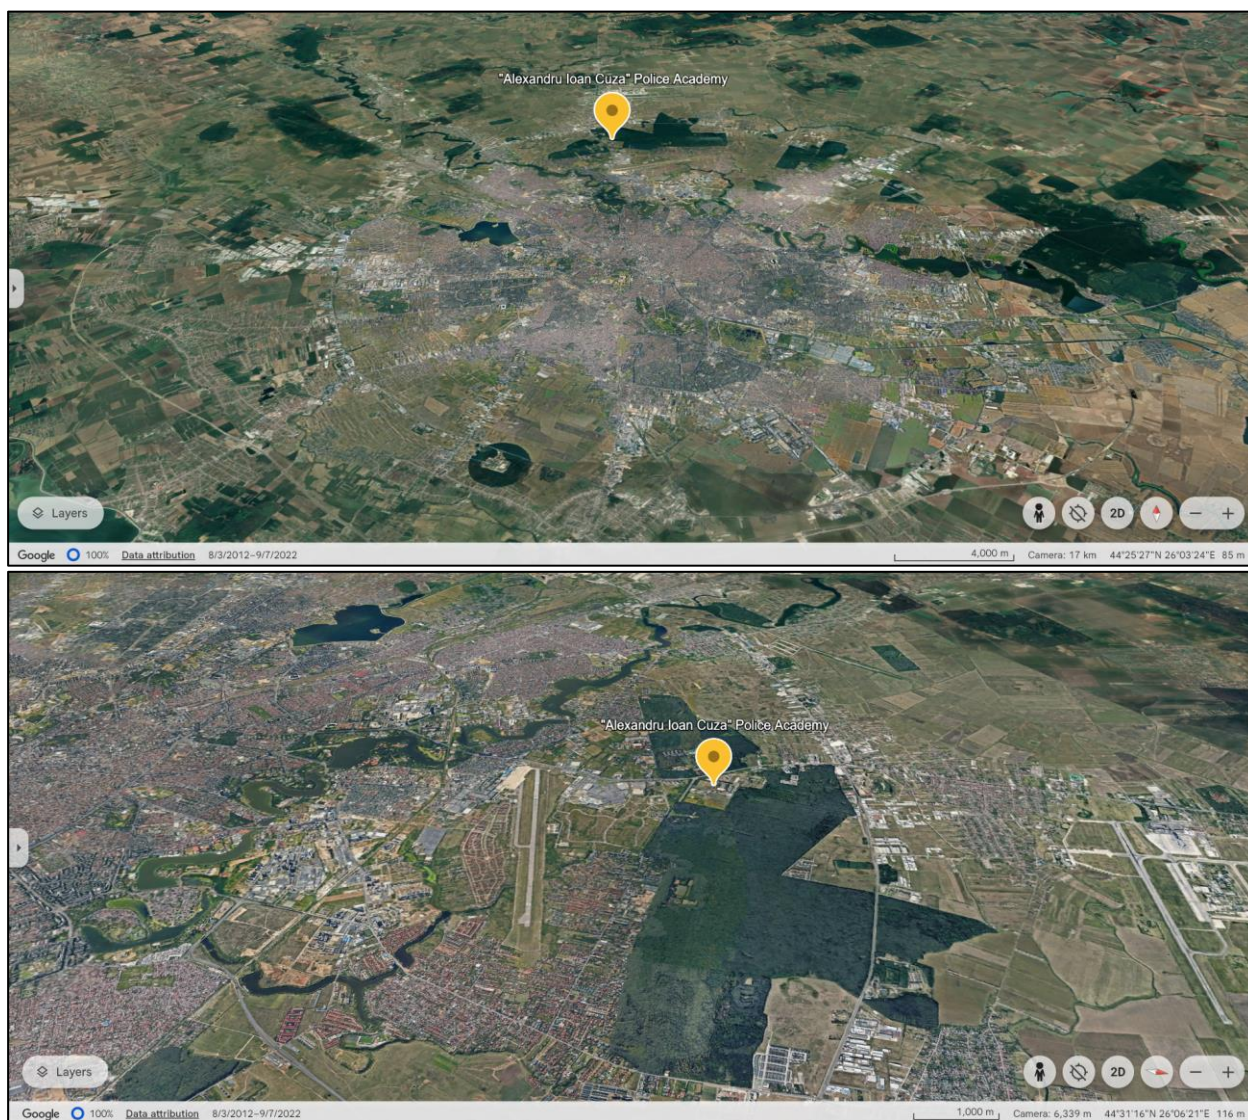 "Alexandru Ioan Cuza" Police Academy
Layers
2D
Google 100% Data attribution 8/3/2012–9/7/2022 4,000 m Camera: 17 km 44°25'27"N 26°03'24"E 85 m
"Alexandru Ioan Cuza" Police Academy
Layers
2D
Google 100% Data attribution 8/3/2012–9/7/2022 1,000 m Camera: 6,339 m 44°31'16"N 26°06'21"E 116 m